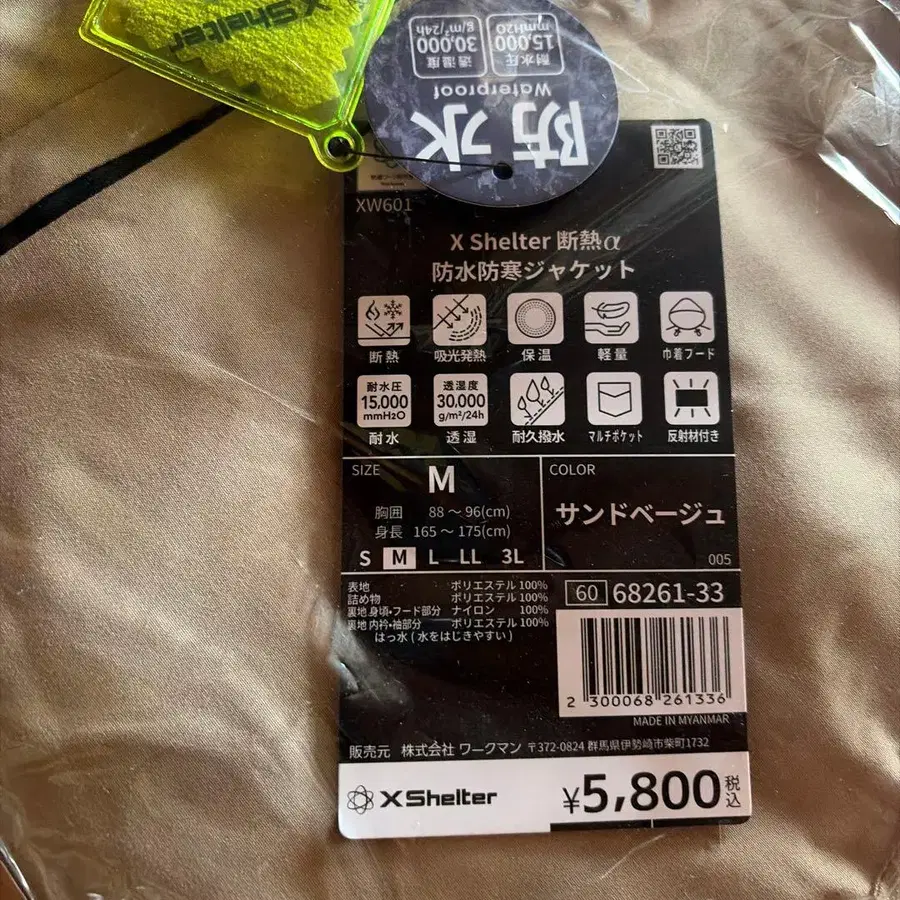 X Shelter
防水
Waterproof
耐水圧
15,000
mmH2O
透湿度
30,000
g/m²/24h
XW601
X Shelter 断熱α
防水防寒ジャケット
断熱 吸光発熱 保温 軽量 巾着フード
耐水圧
15,000
mmH2O
透湿度
30,000
g/m²/24h
耐水 透湿 耐久撥水 マルチポケット 反射材付き
SIZE
M
胸囲 88～96(cm)
身長 165～175(cm)
S M L LL 3L
COLOR
サンドベージュ
005
表地 ポリエステル 100%
詰め物 ポリエステル 100%
裏地 身頃・フード部分 ナイロン 100%
裏地 内衿・袖部分 ポリエステル 100%
はっ水 (水をはじきやすい)
60 68261-33
2 300068 261336
MADE IN MYANMAR
販売元 株式会社 ワークマン 〒372-0824 群馬県伊勢崎市柴町1732
XShelter
¥5,800 税込